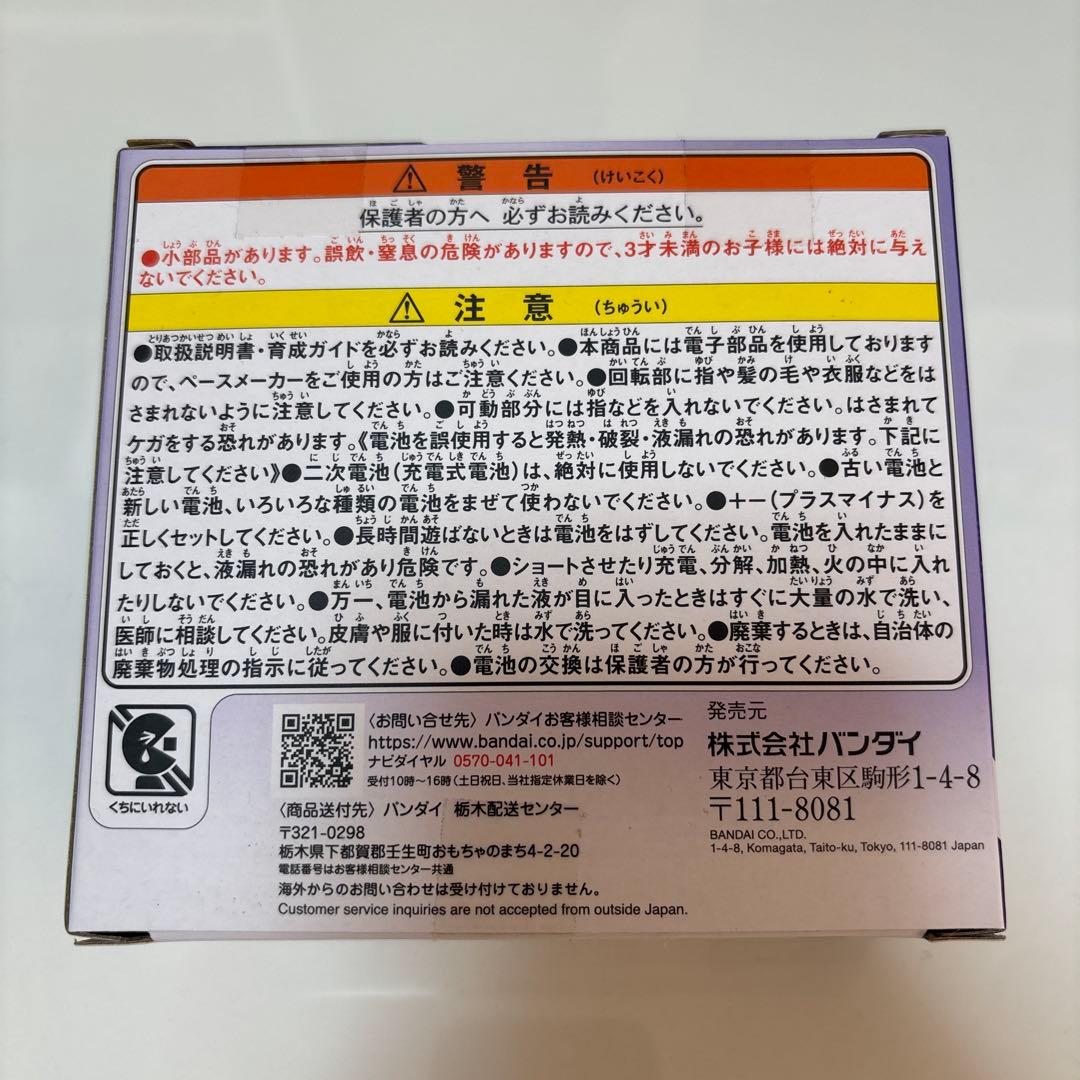 警告 (けいこく)
保護者の方へ 必ずお読みください。
●小部品があります。誤飲・窒息の危険がありますので、3才未満のお子様には絶対に与え
ないでください。
注意 (ちゅうい)
●取扱説明書・育成ガイドを必ずお読みください。●本商品には電子部品を使用しております
ので、ペースメーカーをご使用の方はご注意ください。●回転部に指や髪の毛や衣服などをは
さまれないように注意してください。●可動部分には指などを入れないでください。はさまれて
ケガをする恐れがあります。《電池を誤使用すると発熱・破裂・液漏れの恐れがあります。下記に
注意してください》●二次電池(充電式電池)は、絶対に使用しないでください。●古い電池と
新しい電池、いろいろな種類の電池をまぜて使わないでください。●+-(プラスマイナス)を
正しくセットしてください。●長時間遊ばないときは電池をはずしてください。電池を入れたままに
しておくと、液漏れの恐れがあり危険です。●ショートさせたり充電、分解、加熱、火の中に入れ
たりしないでください。●万一、電池から漏れた液が目に入ったときはすぐに大量の水で洗い、
医師に相談してください。皮膚や服に付いた時は水で洗ってください。●廃棄するときは、自治体の
廃棄物処理の指示に従ってください。●電池の交換は保護者の方が行ってください。
くちにいれない
〈お問い合せ先〉バンダイお客様相談センター
https://www.bandai.co.jp/support/top
ナビダイヤル 0570-041-101
受付10時~16時(土日祝日、当社指定休業日を除く)
〈商品送付先〉バンダイ 栃木配送センター
〒321-0298
栃木県下都賀郡壬生町おもちゃのまち4-2-20
電話番号はお客様相談センター共通
海外からのお問い合わせは受け付けておりません。
Customer service inquiries are not accepted from outside Japan.
発売元
株式会社バンダイ
東京都台東区駒形1-4-8
〒111-8081
BANDAI CO.,LTD.
1-4-8, Komagata, Taito-ku, Tokyo, 111-8081 Japan